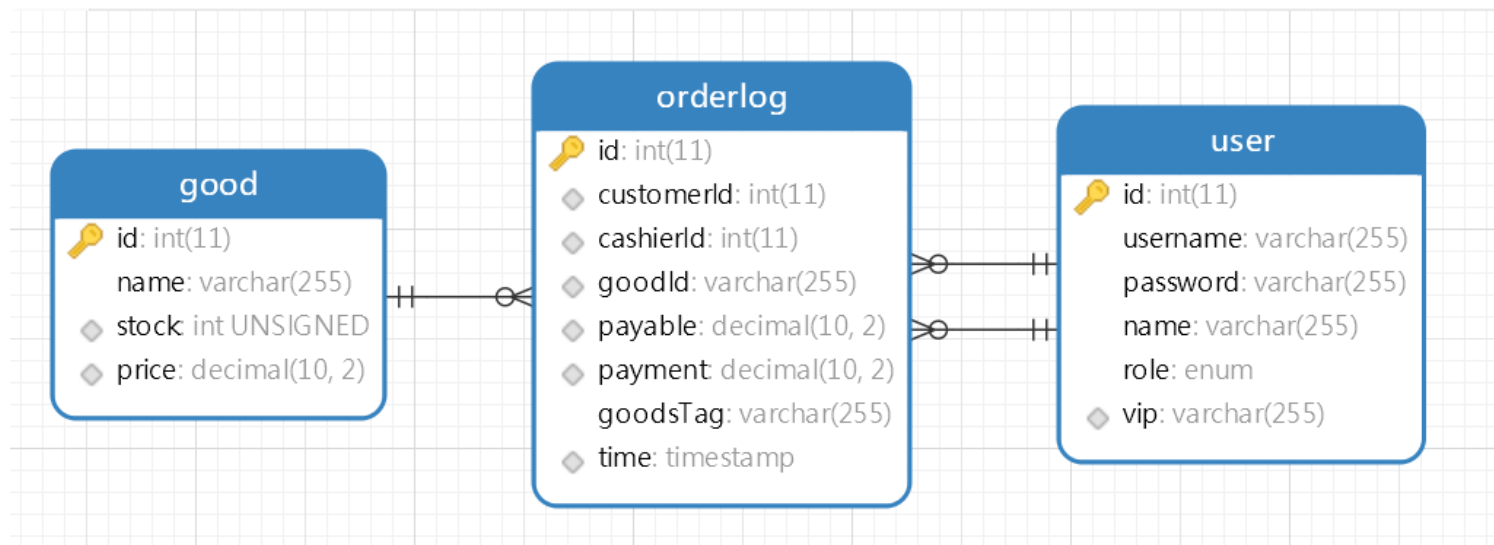 good
id: int(11)
name: varchar(255)
stock: int UNSIGNED
price: decimal(10, 2)
orderlog
id: int(11)
customerId: int(11)
cashierId: int(11)
goodId: varchar(255)
payable: decimal(10, 2)
payment: decimal(10, 2)
goodsTag: varchar(255)
time: timestamp
user
id: int(11)
username: varchar(255)
password: varchar(255)
name: varchar(255)
role: enum
vip: varchar(255)